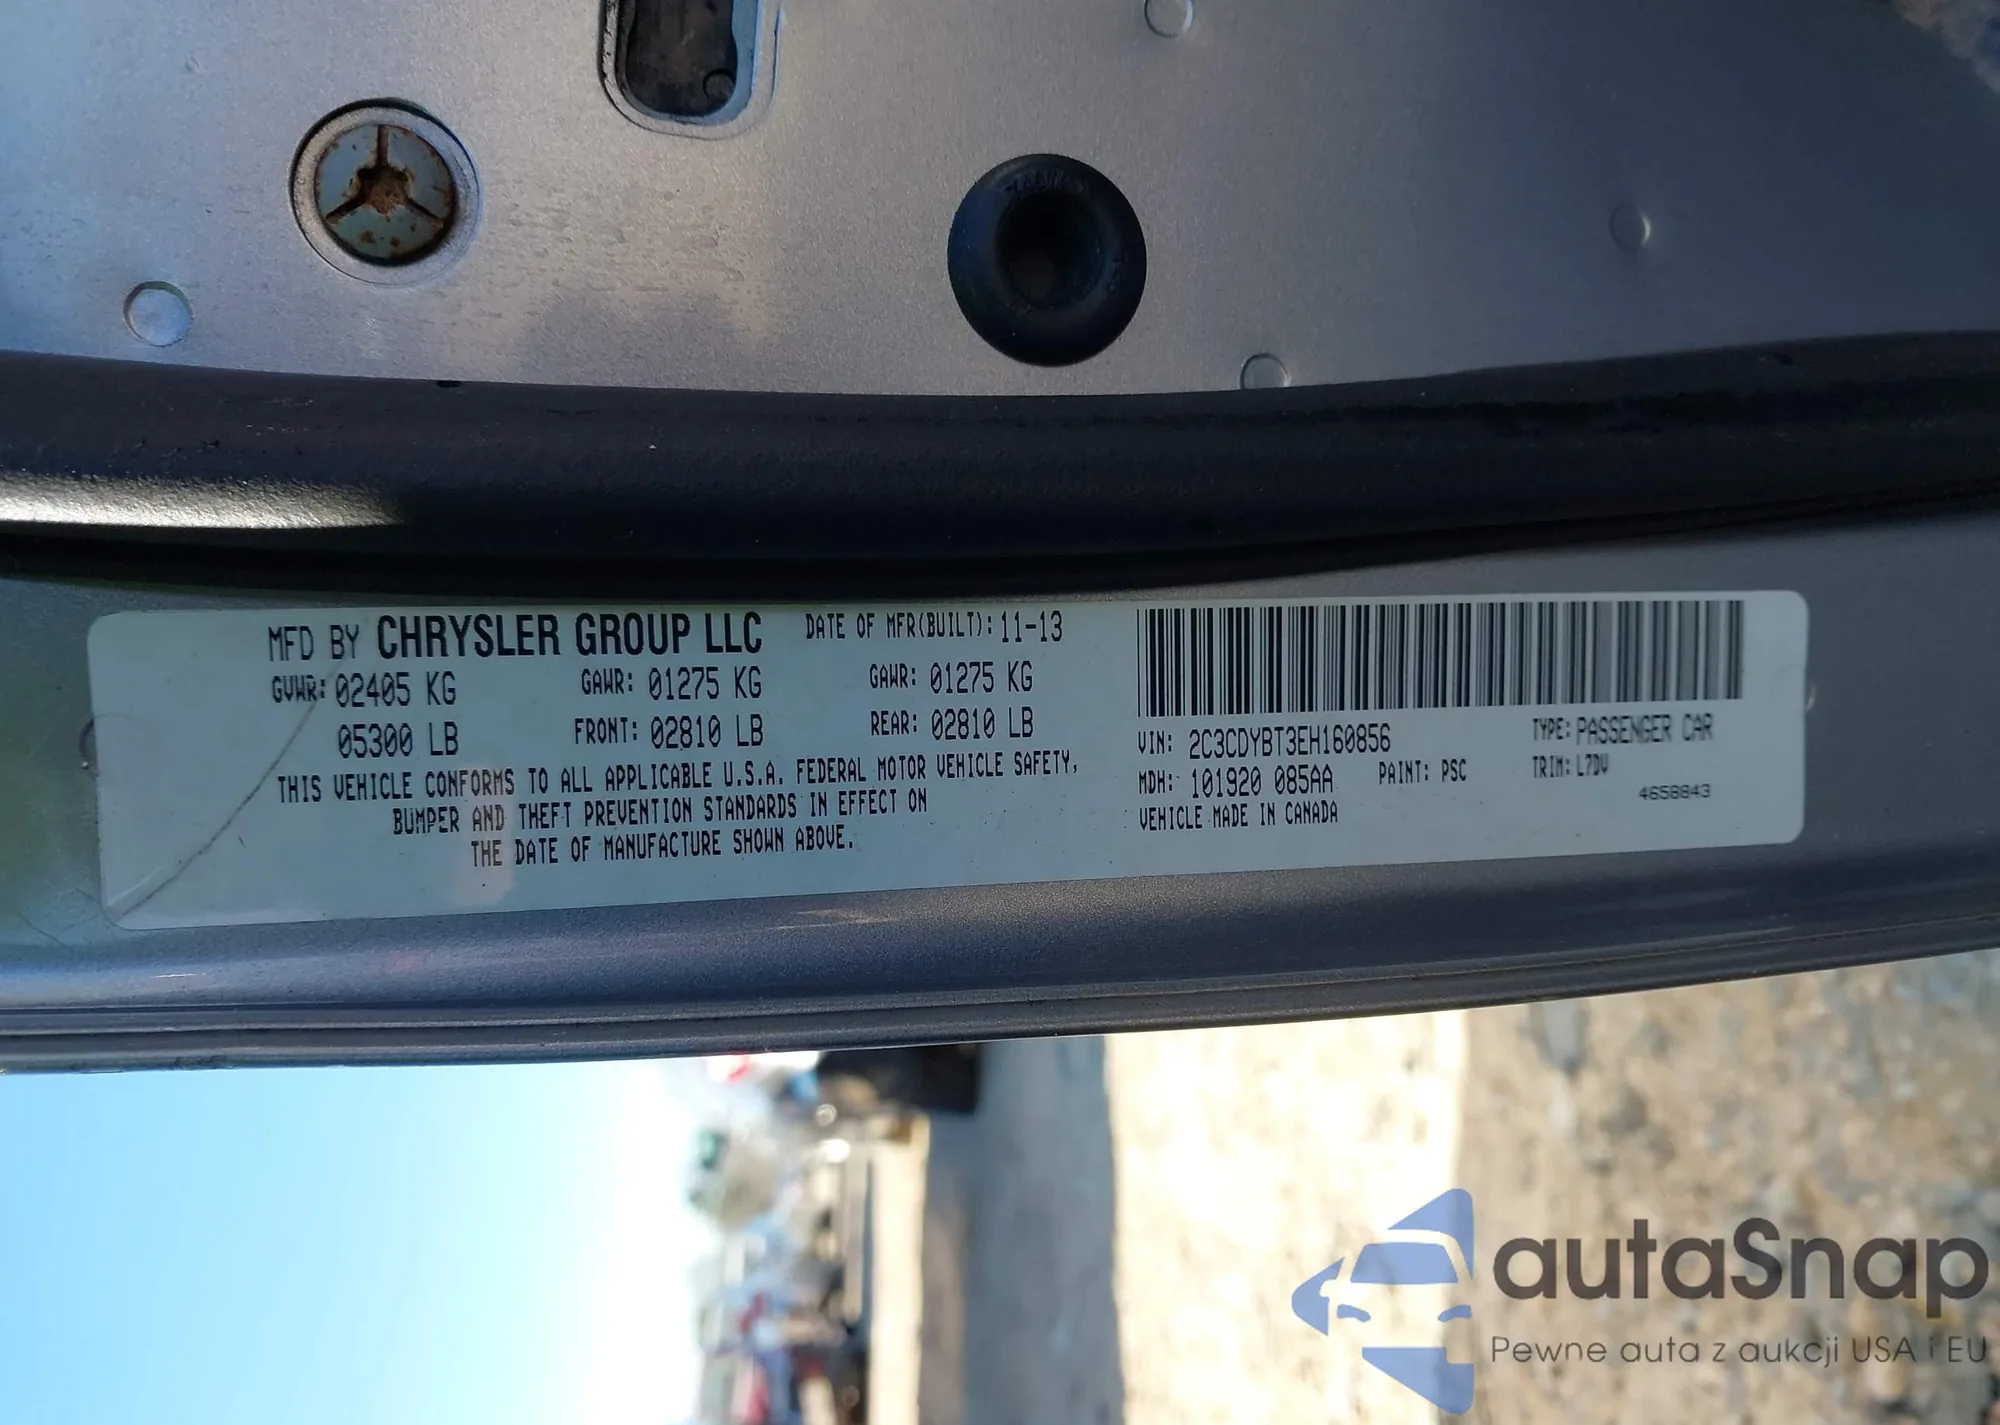 MFD BY CHRYSLER GROUP LLC DATE OF MFR(BUILT): 11-13
GVWR: 02405 KG GAWR: 01275 KG GAWR: 01275 KG
05300 LB FRONT: 02810 LB REAR: 02810 LB
THIS VEHICLE CONFORMS TO ALL APPLICABLE U.S.A. FEDERAL MOTOR VEHICLE SAFETY,
BUMPER AND THEFT PREVENTION STANDARDS IN EFFECT ON
THE DATE OF MANUFACTURE SHOWN ABOVE.
VIN: 2C3CDYBT3EH160856 TYPE: PASSENGER CAR
MDH: 101920 085AA PAINT: PSC TRIM: L7DV
VEHICLE MADE IN CANADA 4658843
autaSnap
Pewne auta z aukcji USA i EU